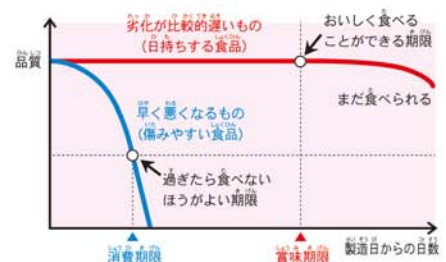 劣化が比較的遅いもの
(日持ちする食品)
おいしく食べる
ことができる期限
品質
まだ食べられる
早く悪くなるもの
(傷みやすい食品)
過ぎたら食べない
ほうがよい期限
消費期限
賞味期限
製造日からの日数